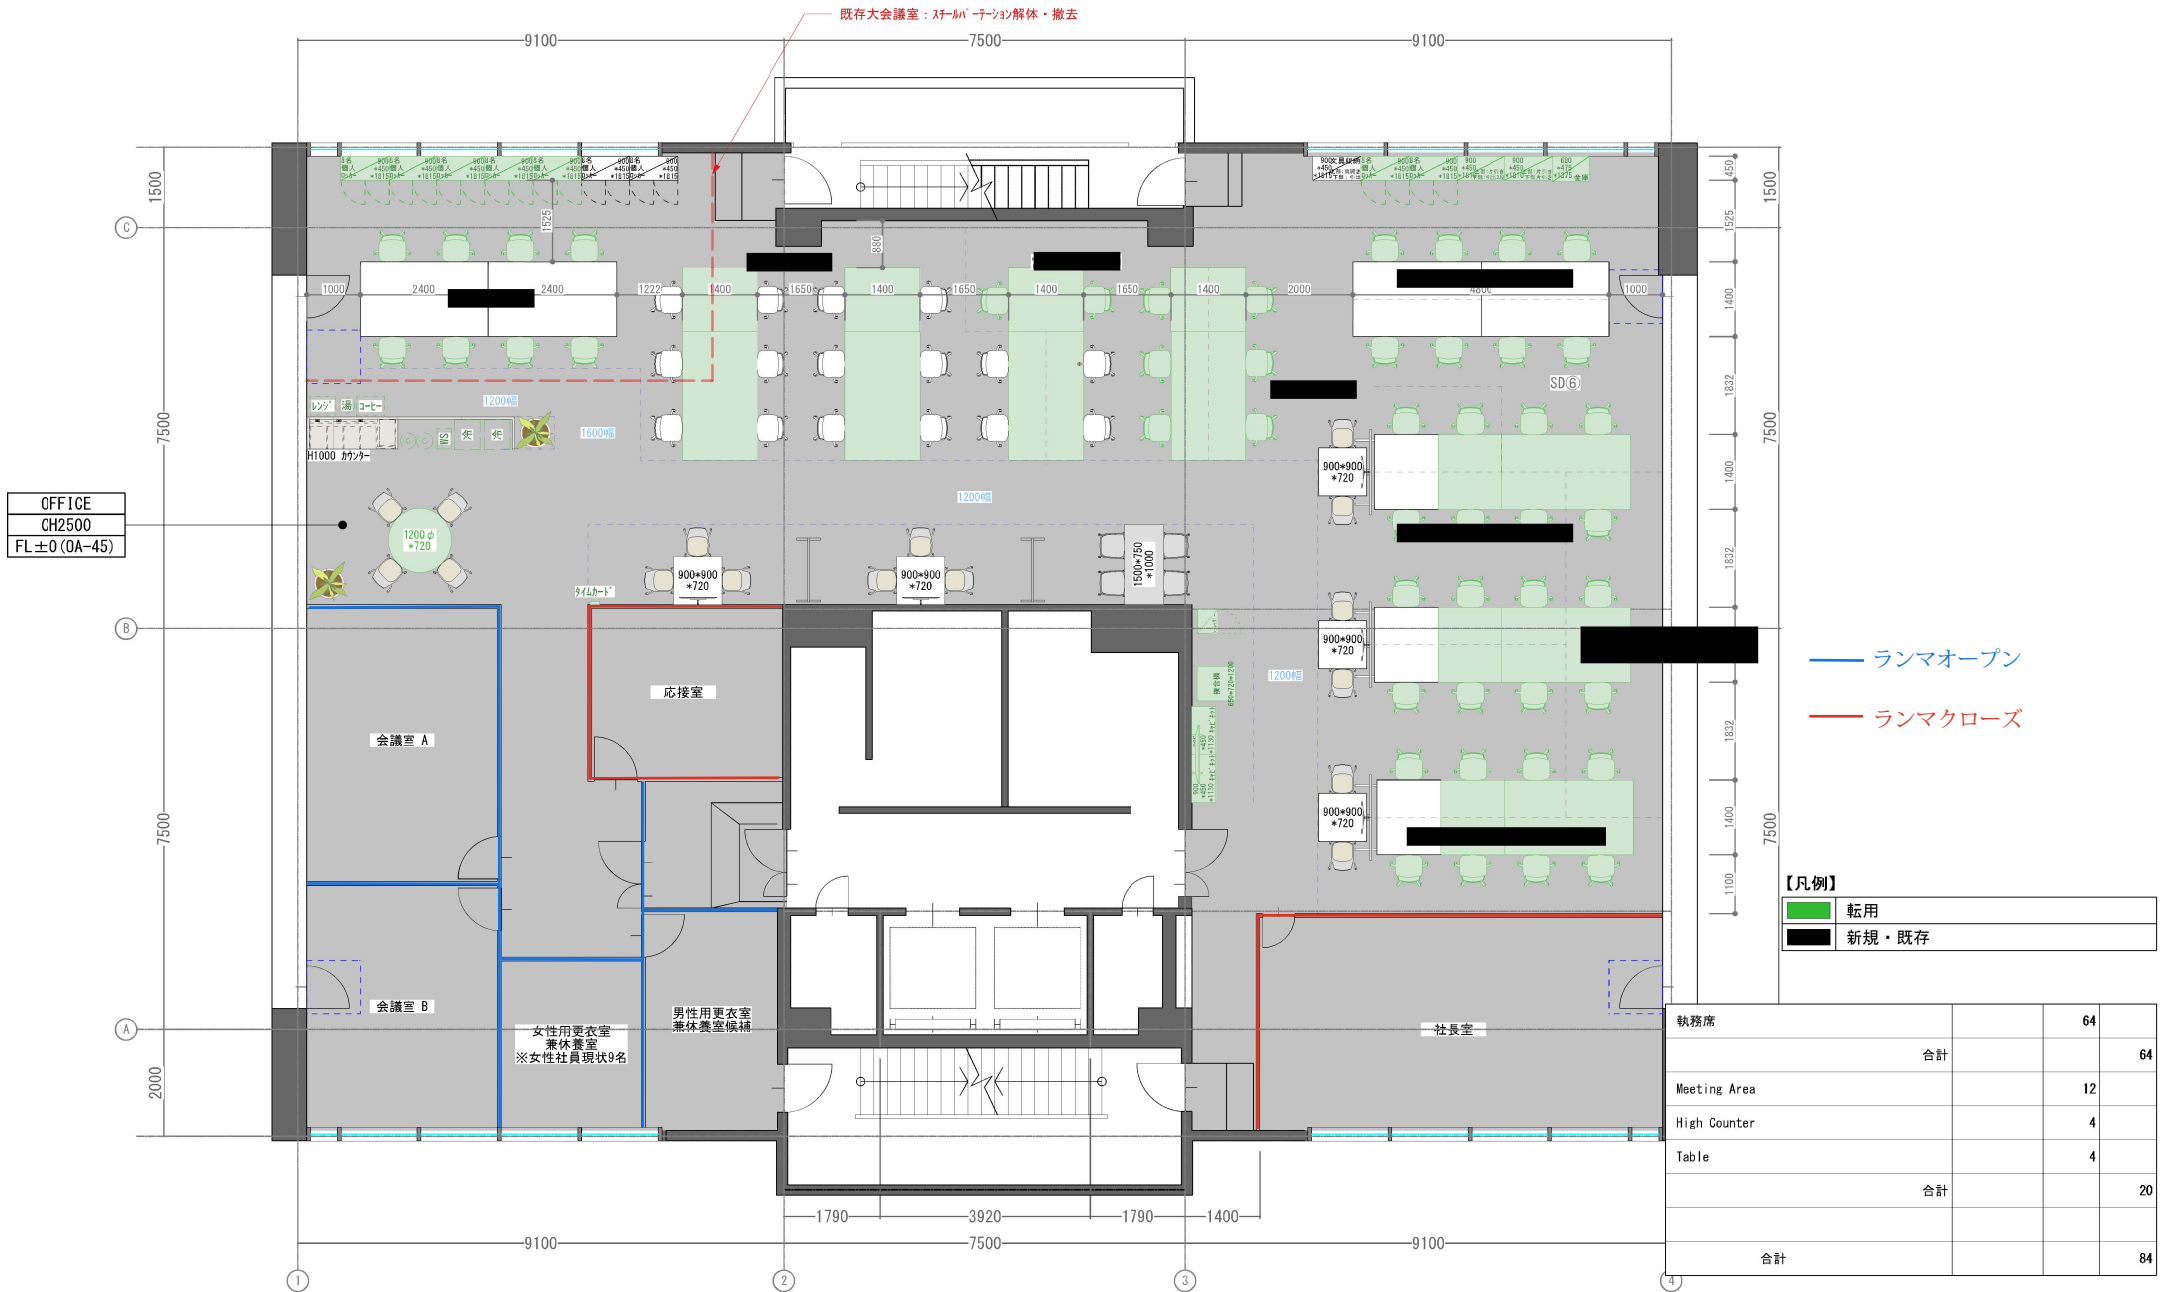 既存大会議室：ｽﾁｰﾙﾊﾟｰﾃｰｼｮﾝ解体・撤去
9100
7500
9100
1500
7500
7500
2000
C
B
A
450
1500
1525
1400
1832
7500
1400
1832
1832
7500
1400
1100
1525
880
1000
2400
2400
1222
1400
1650
1400
1650
1400
1650
1400
2000
4800
1000
SD⑥
1200幅
1600幅
1200幅
1200幅
ﾚﾝｼﾞ
湯
ｺｰﾋｰ
WS
冷
冷
H1000 ｶｳﾝﾀｰ
OFFICE
CH2500
FL±0(OA-45)
1200φ
*720
ﾀｲﾑｶｰﾄﾞ
900*900
*720
900*900
*720
1500*750
*1000
900*900
*720
900*900
*720
900*900
*720
複合機
650*720*1200
応接室
会議室 A
会議室 B
女性用更衣室
兼休養室
※女性社員現状9名
男性用更衣室
兼休養室候補
社長室
ランマオープン
ランマクローズ
【凡例】
転用
新規・既存
執務席 64
合計 64
Meeting Area 12
High Counter 4
Table 4
合計 20
合計 84
1790
3920
1790
1400
9100
7500
9100
1
2
3
4